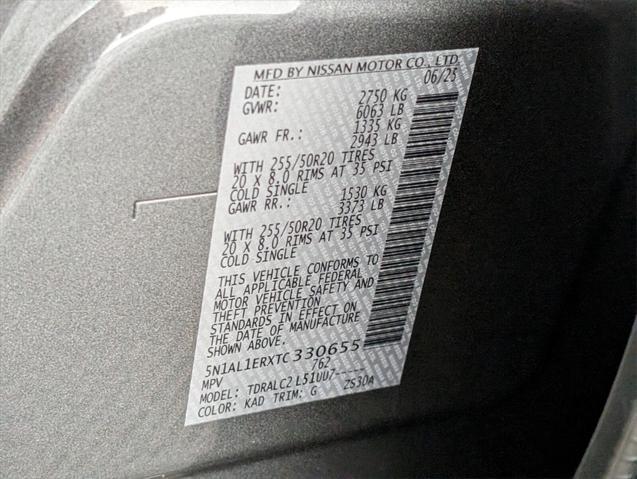 MFD BY NISSAN MOTOR CO., LTD.
DATE: 06/25
GVWR: 2750 KG
6063 LB
GAWR FR.: 1335 KG
2943 LB
WITH 255/50R20 TIRES
20 X 8.0 RIMS AT 35 PSI
COLD SINGLE
GAWR RR.: 1530 KG
3373 LB
WITH 255/50R20 TIRES
20 X 8.0 RIMS AT 35 PSI
COLD SINGLE
THIS VEHICLE CONFORMS TO
ALL APPLICABLE FEDERAL
MOTOR VEHICLE SAFETY AND
THEFT PREVENTION
STANDARDS IN EFFECT ON
THE DATE OF MANUFACTURE
SHOWN ABOVE.
5N1AL1ERXTC330655
MPV /762
MODEL: TDRALC2 L51UU7-----
COLOR: KAD TRIM: G ZS30A